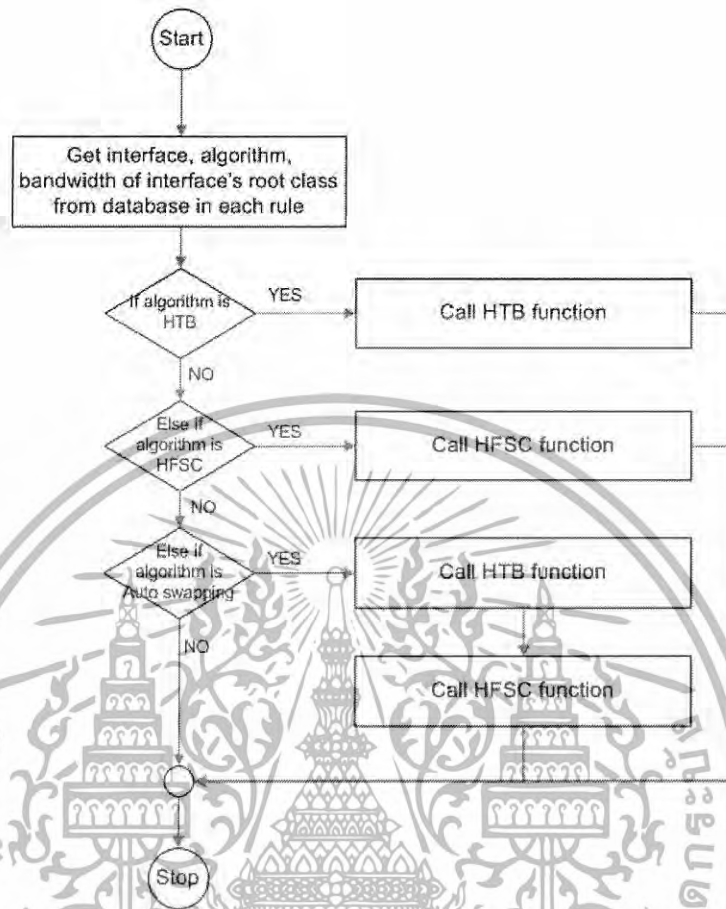 Start
Get interface, algorithm,
bandwidth of interface's root class
from database in each rule
If algorithm is
HTB
YES
Call HTB function
NO
Else if
algorithm is
HFSC
YES
Call HFSC function
NO
Else if
algorithm is
Auto swapping
YES
Call HTB function
NO
Call HFSC function
Stop